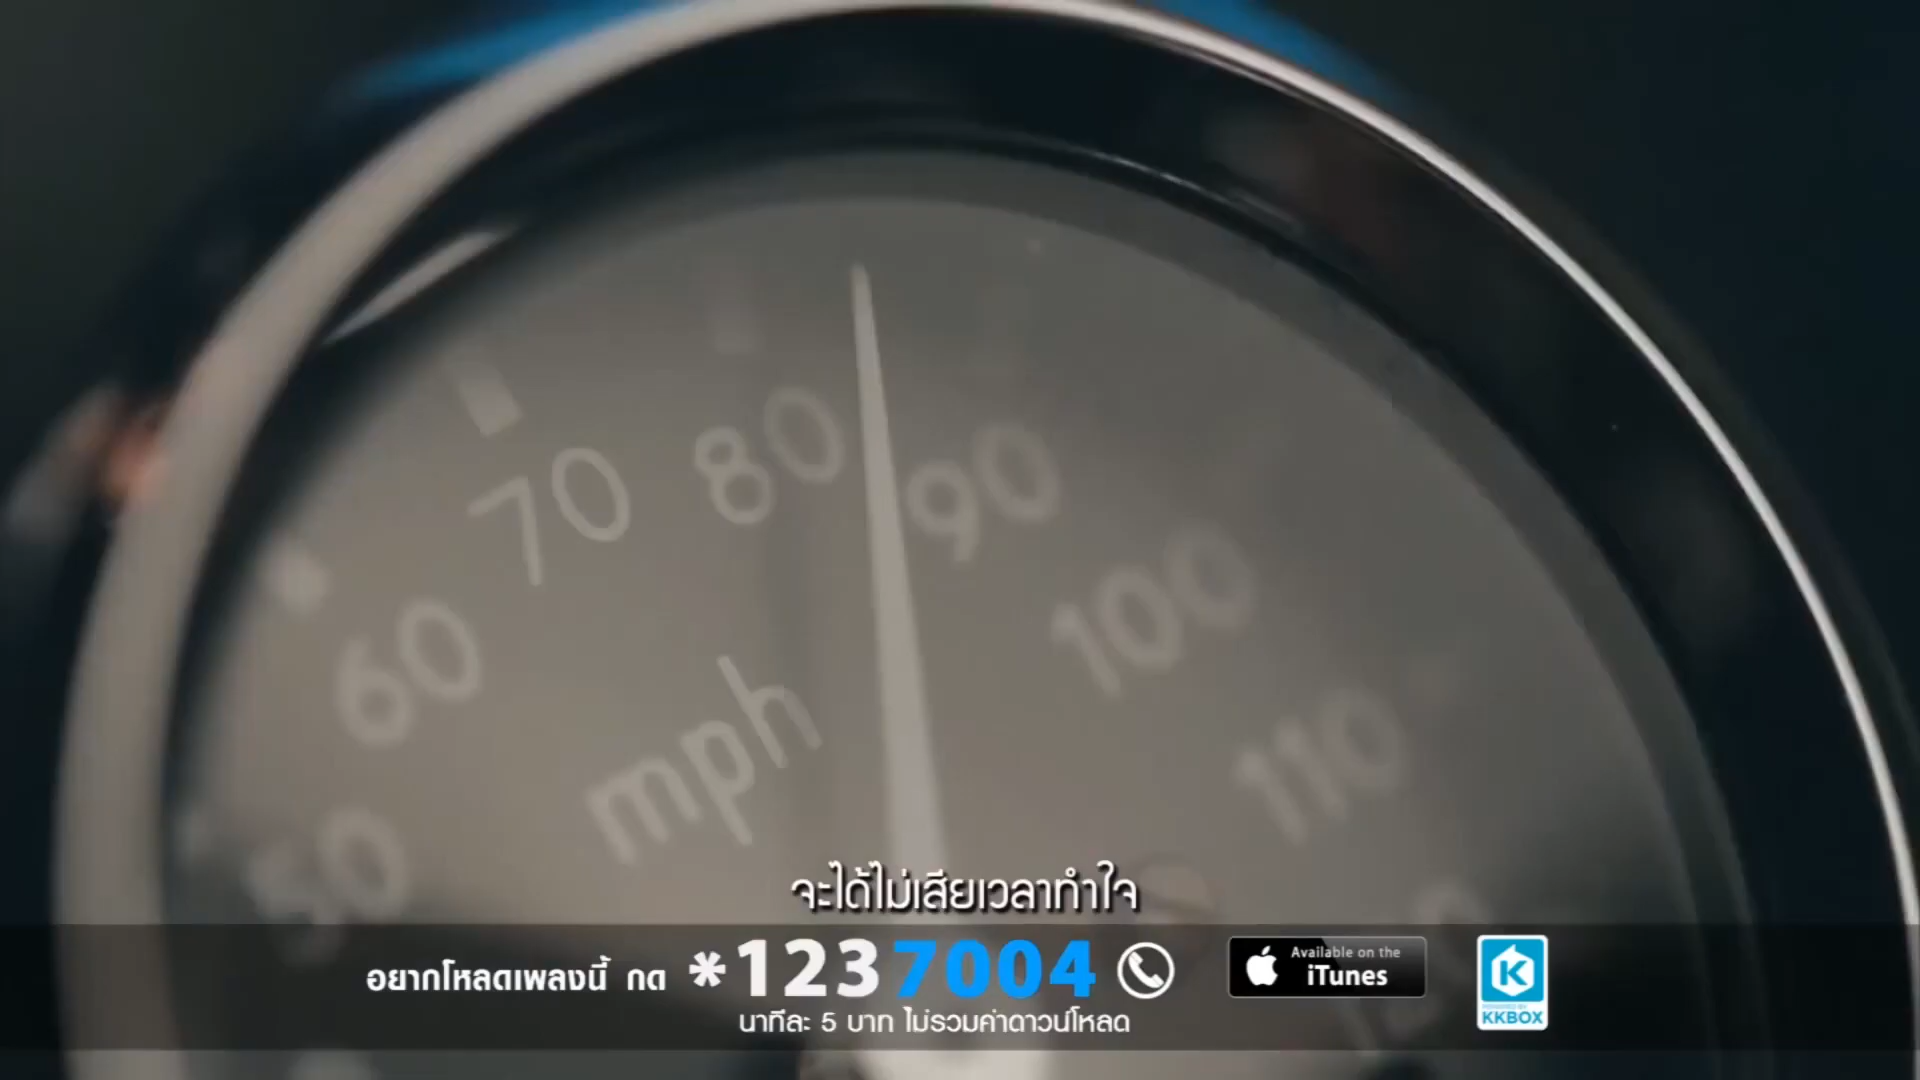 80
70
90
100
60
mph
110
50
120
จะได้ไม่เสียเวลาทำใจ
อยากโหลดเพลงนี้ กด *1237004
Available on the
iTunes
นาทีละ 5 บาท ไม่รวมค่าดาวน์โหลด
KKBOX